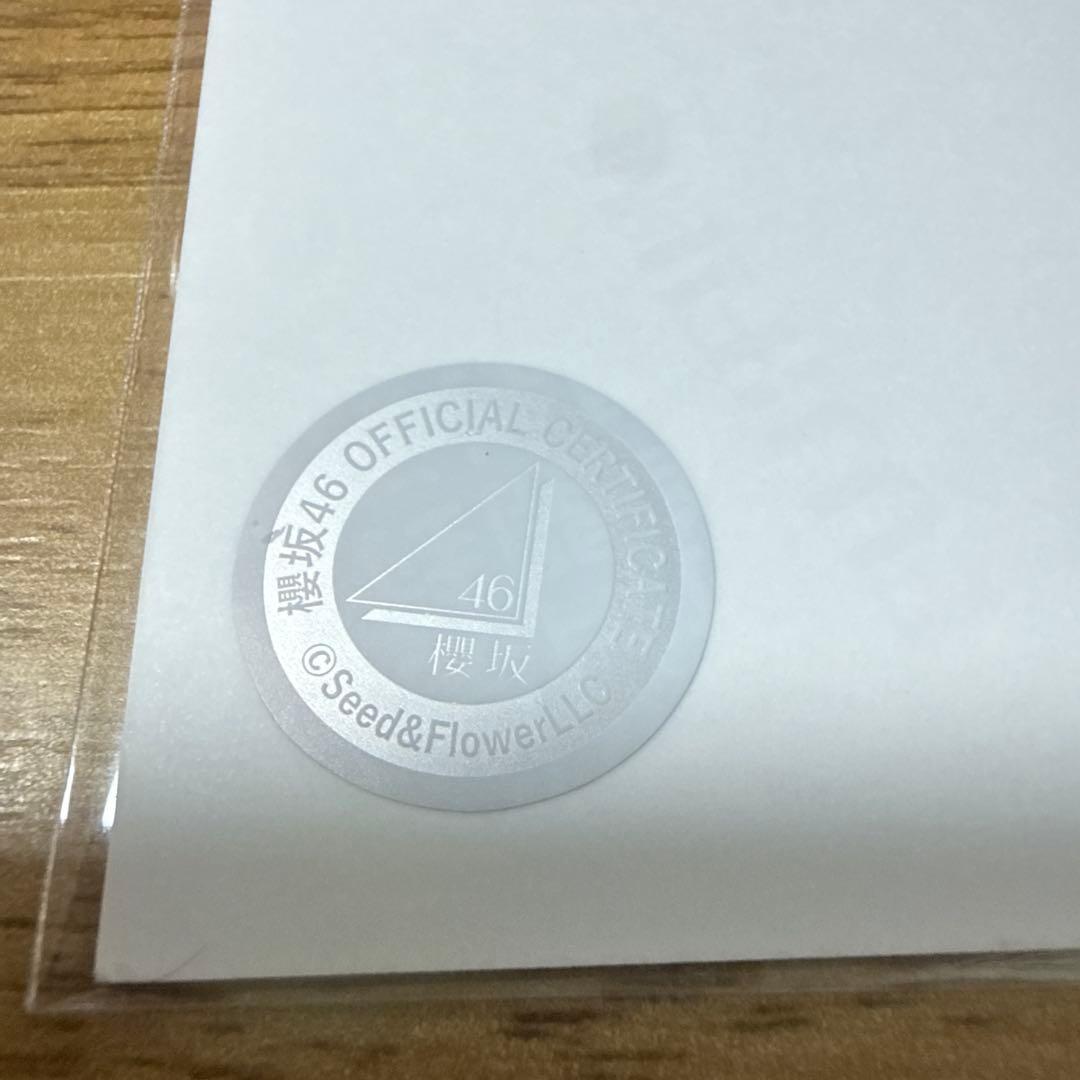 櫻坂46 OFFICIAL CERTIFICATE
46
櫻坂
©Seed&FlowerLLC